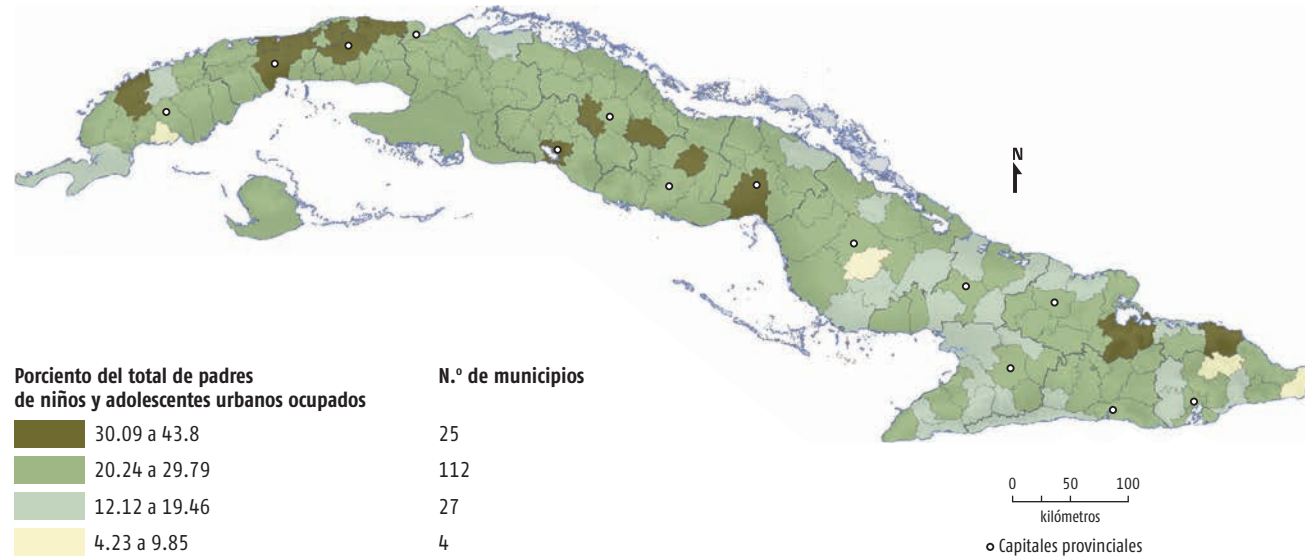 N
Porciento del total de padres
de niños y adolescentes urbanos ocupados
N.º de municipios
30.09 a 43.8 25
20.24 a 29.79 112
12.12 a 19.46 27
4.23 a 9.85 4
0 50 100
kilómetros
Capitales provinciales